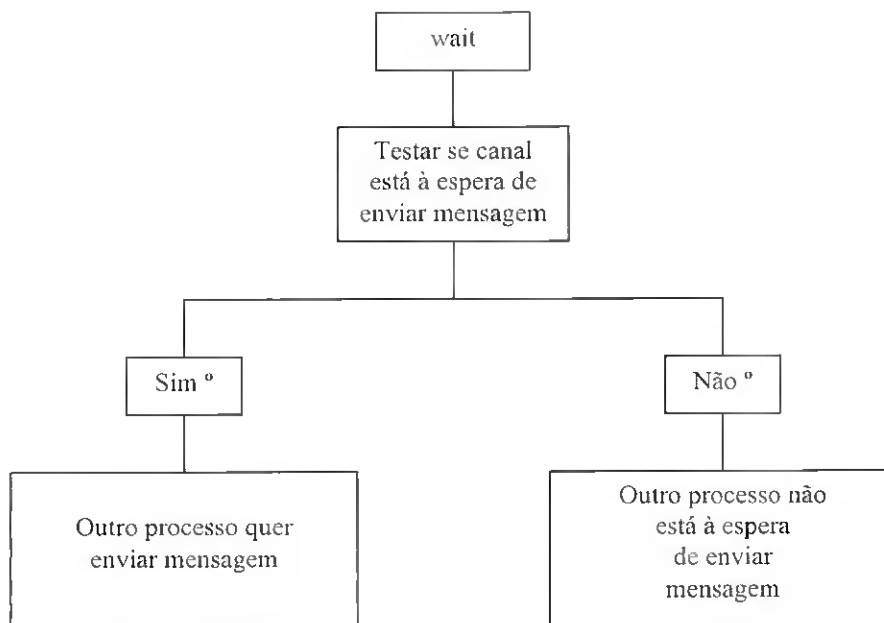 wait
Testar se canal
está à espera de
enviar mensagem
Sim º
Não º
Outro processo quer
enviar mensagem
Outro processo não
está à espera
de enviar
mensagem